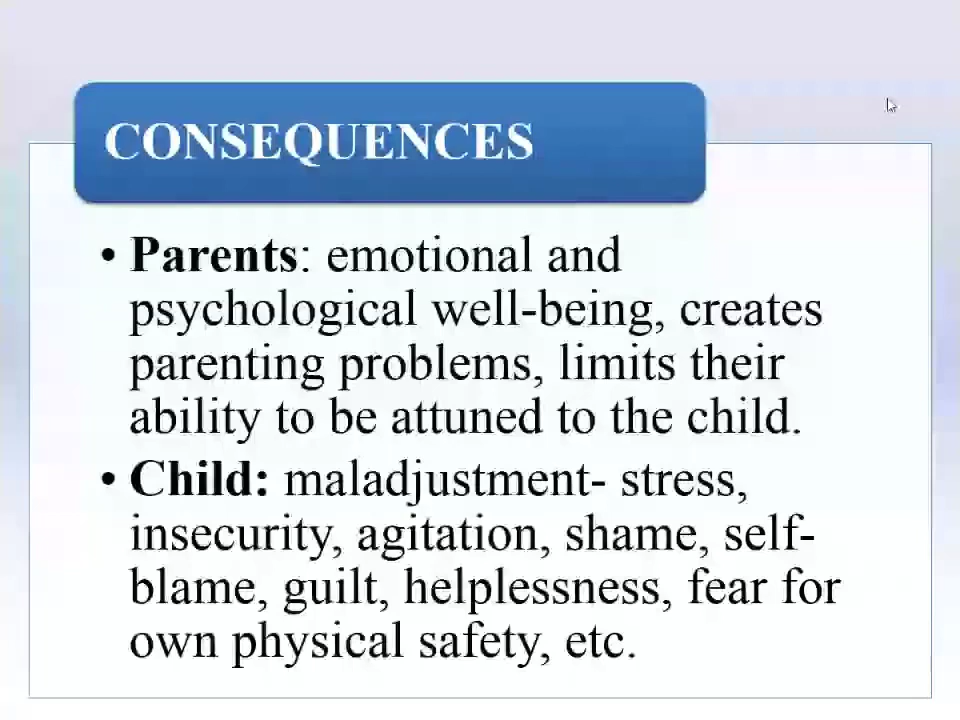 CONSEQUENCES
• Parents: emotional and
psychological well-being, creates
parenting problems, limits their
ability to be attuned to the child.
• Child: maladjustment- stress,
insecurity, agitation, shame, self-
blame, guilt, helplessness, fear for
own physical safety, etc.